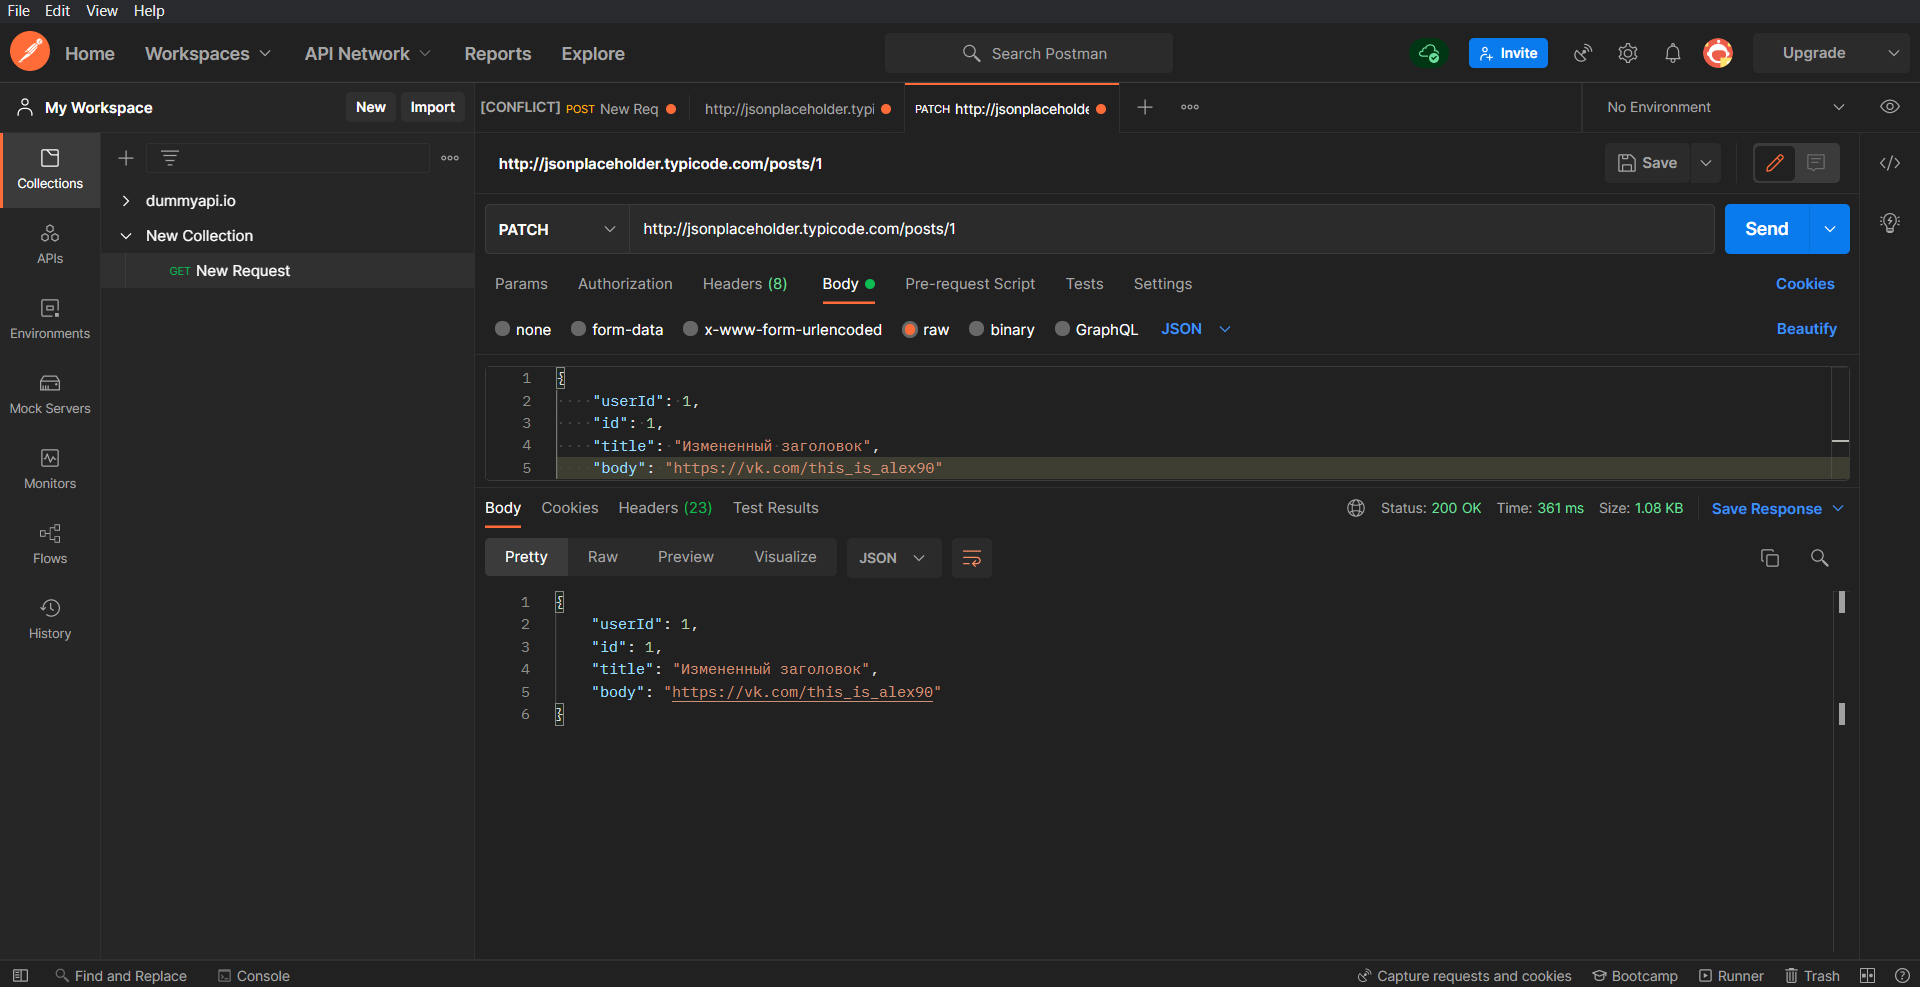 File Edit View Help
Home Workspaces API Network Reports Explore Search Postman Invite Upgrade
My Workspace New Import [CONFLICT] POST New Req http://jsonplaceholder.typi PATCH http://jsonplaceholde No Environment
http://jsonplaceholder.typicode.com/posts/1 Save
Collections
dummyapi.io
New Collection
GET New Request
APIs
Environments
Mock Servers
Monitors
Flows
History
PATCH http://jsonplaceholder.typicode.com/posts/1 Send
Params Authorization Headers (8) Body Pre-request Script Tests Settings Cookies
none form-data x-www-form-urlencoded raw binary GraphQL JSON Beautify
1 {
2 "userId": 1,
3 "id": 1,
4 "title": "Измененный заголовок",
5 "body": "https://vk.com/this_is_alex90"
Body Cookies Headers (23) Test Results Status: 200 OK Time: 361 ms Size: 1.08 KB Save Response
Pretty Raw Preview Visualize JSON
1 {
2 "userId": 1,
3 "id": 1,
4 "title": "Измененный заголовок",
5 "body": "https://vk.com/this_is_alex90"
6 }
Find and Replace Console Capture requests and cookies Bootcamp Runner Trash